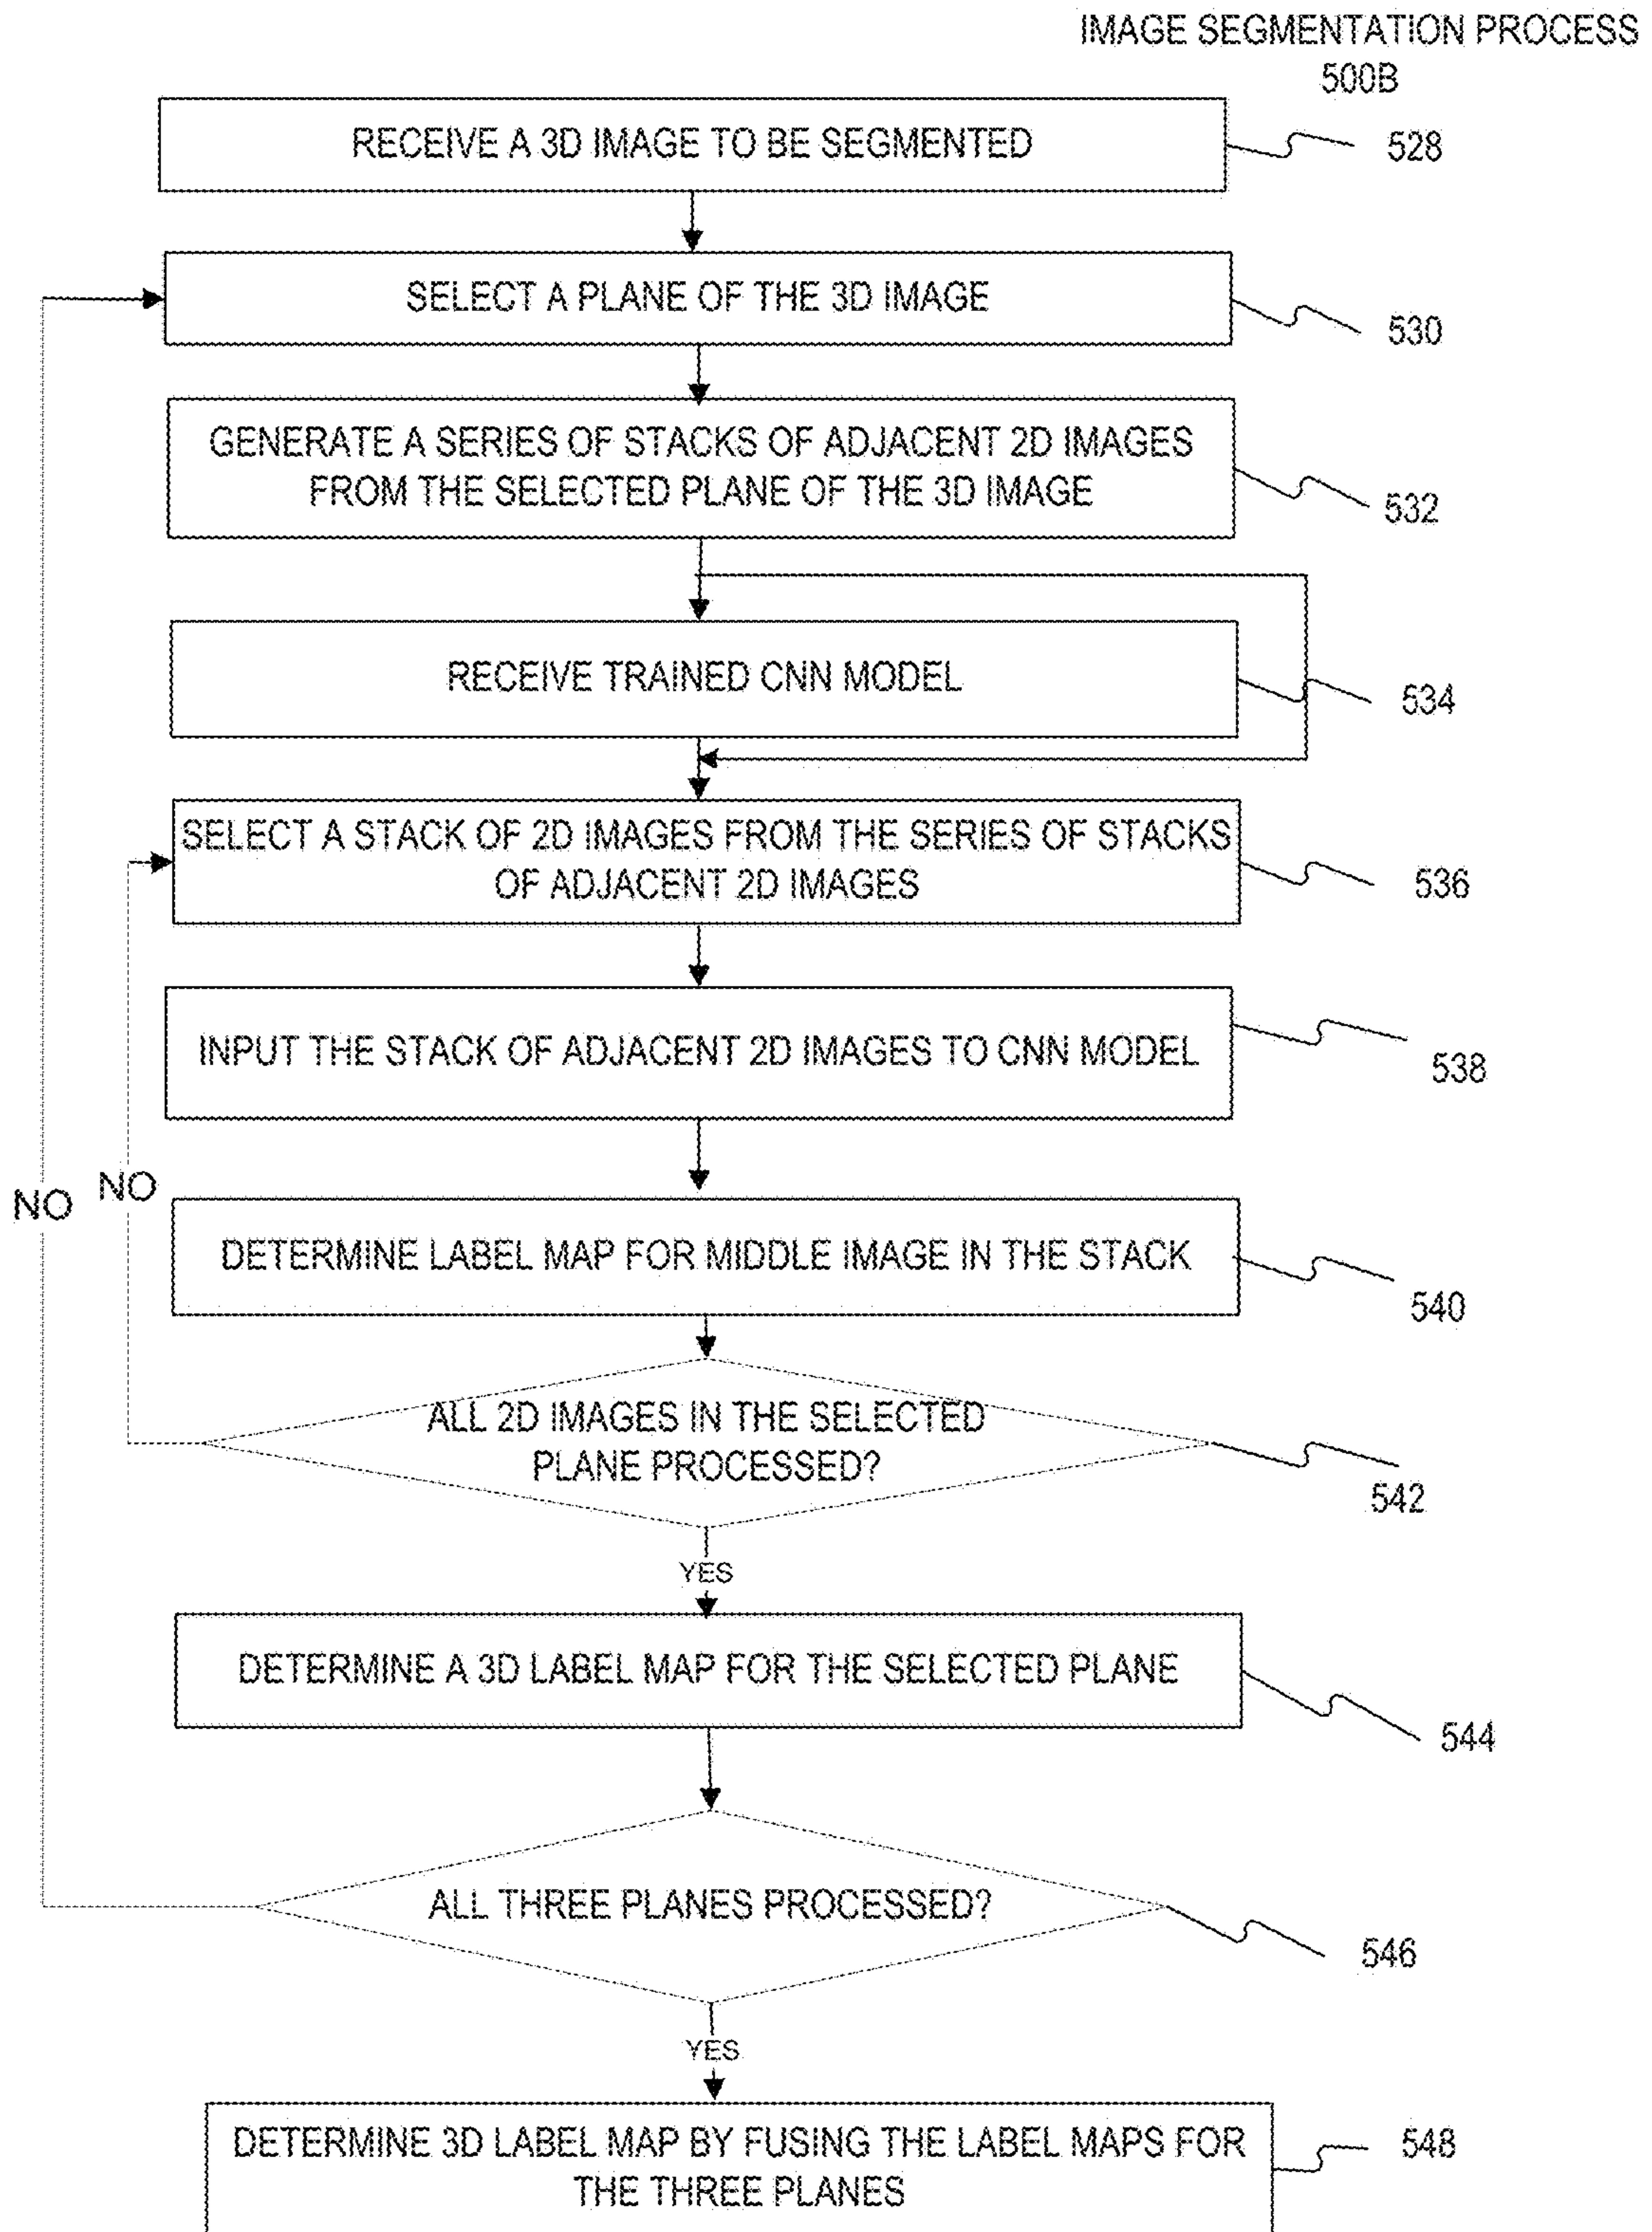 IMAGE SEGMENTATION PROCESS
500B
RECEIVE A 3D IMAGE TO BE SEGMENTED
528
SELECT A PLANE OF THE 3D IMAGE
530
GENERATE A SERIES OF STACKS OF ADJACENT 2D IMAGES
FROM THE SELECTED PLANE OF THE 3D IMAGE
532
RECEIVE TRAINED CNN MODEL
534
SELECT A STACK OF 2D IMAGES FROM THE SERIES OF STACKS
OF ADJACENT 2D IMAGES
536
INPUT THE STACK OF ADJACENT 2D IMAGES TO CNN MODEL
538
NO
NO
DETERMINE LABEL MAP FOR MIDDLE IMAGE IN THE STACK
540
ALL 2D IMAGES IN THE SELECTED
PLANE PROCESSED?
542
YES
DETERMINE A 3D LABEL MAP FOR THE SELECTED PLANE
544
ALL THREE PLANES PROCESSED?
546
YES
DETERMINE 3D LABEL MAP BY FUSING THE LABEL MAPS FOR
THE THREE PLANES
548